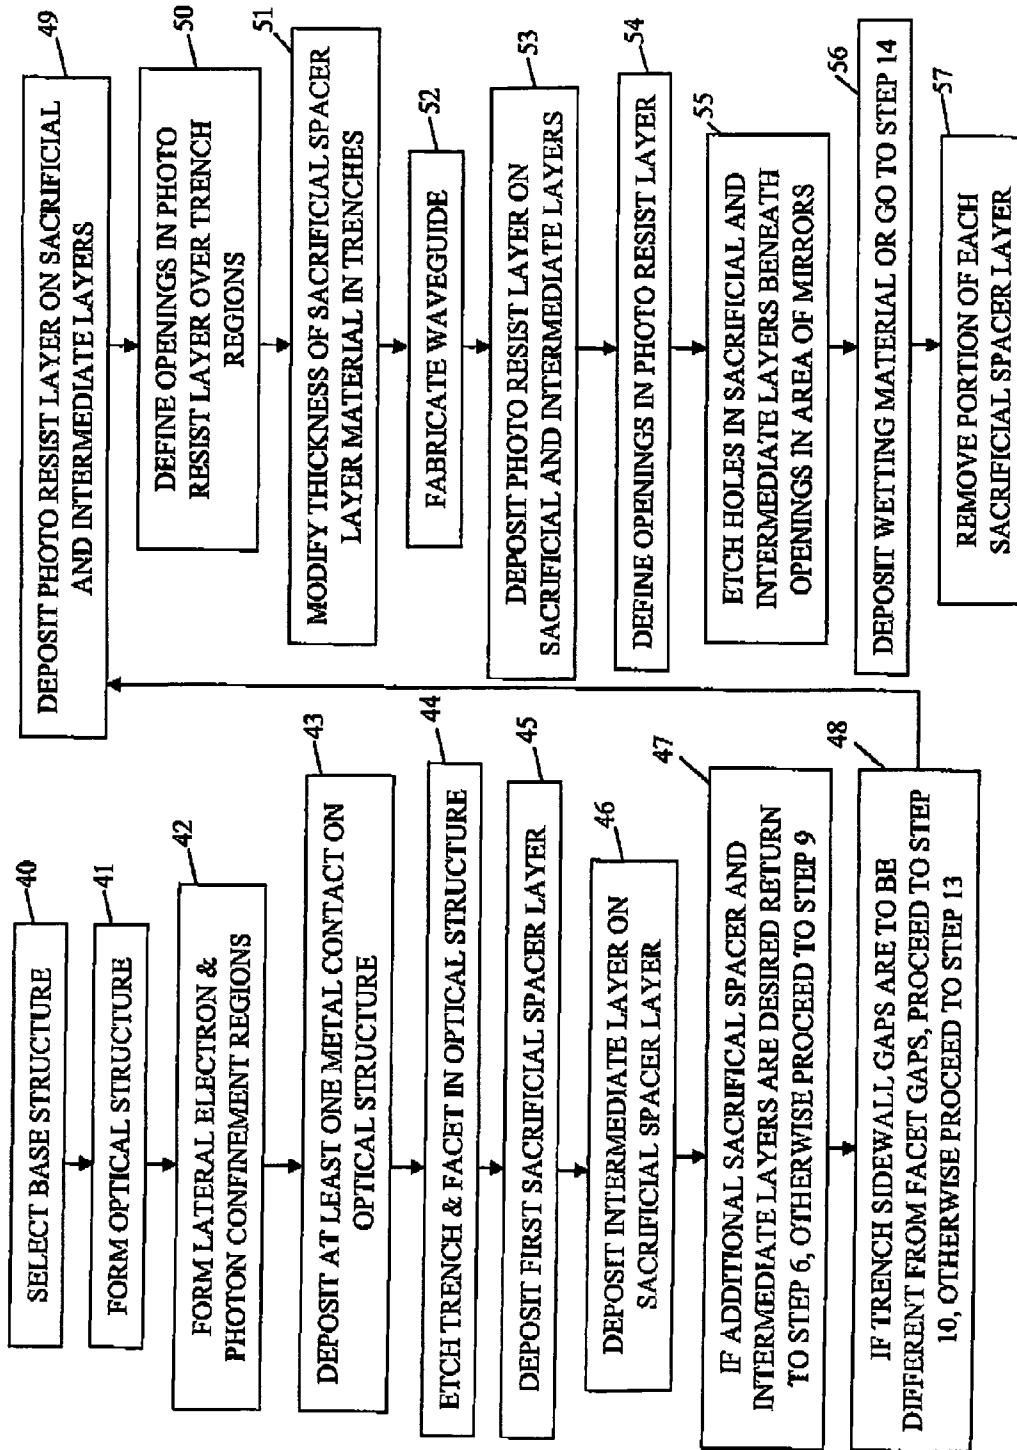 40
SELECT BASE STRUCTURE
41
FORM OPTICAL STRUCTURE
42
FORM LATERAL ELECTRON &
PHOTON CONFINEMENT REGIONS
43
DEPOSIT AT LEAST ONE METAL CONTACT ON
OPTICAL STRUCTURE
44
ETCH TRENCH & FACET IN OPTICAL STRUCTURE
45
DEPOSIT FIRST SACRIFICIAL SPACER LAYER
46
DEPOSIT INTERMEDIATE LAYER ON
SACRIFICIAL SPACER LAYER
47
IF ADDITIONAL SACRIFICAL SPACER AND
INTERMEDIATE LAYERS ARE DESIRED RETURN
TO STEP 6, OTHERWISE PROCEED TO STEP 9
48
IF TRENCH SIDEWALL GAPS ARE TO BE
DIFFERENT FROM FACET GAPS, PROCEED TO STEP
10, OTHERWISE PROCEED TO STEP 13
49
DEPOSIT PHOTO RESIST LAYER ON SACRIFICIAL
AND INTERMEDIATE LAYERS
50
DEFINE OPENINGS IN PHOTO
RESIST LAYER OVER TRENCH
REGIONS
51
MODIFY THICKNESS OF SACRIFICIAL SPACER
LAYER MATERIAL IN TRENCHES
52
FABRICATE WAVEGUIDE
53
DEPOSIT PHOTO RESIST LAYER ON
SACRIFICIAL AND INTERMEDIATE LAYERS
54
DEFINE OPENINGS IN PHOTO RESIST LAYER
55
ETCH HOLES IN SACRIFICIAL AND
INTERMEDIATE LAYERS BENEATH
OPENINGS IN AREA OF MIRRORS
56
DEPOSIT WETTING MATERIAL OR GO TO STEP 14
57
REMOVE PORTION OF EACH
SACRIFICIAL SPACER LAYER